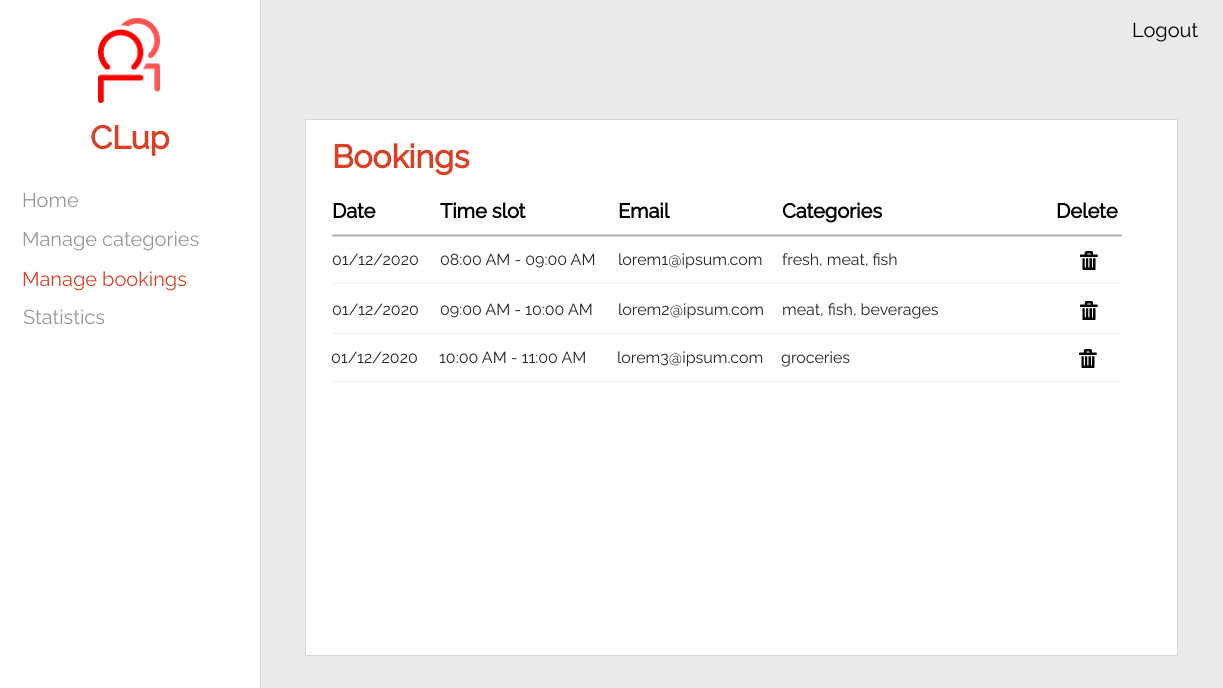 Logout
CLup
Home
Manage categories
Manage bookings
Statistics
Bookings
Date Time slot Email Categories Delete
01/12/2020 08:00 AM - 09:00 AM lorem1@ipsum.com fresh, meat, fish
01/12/2020 09:00 AM - 10:00 AM lorem2@ipsum.com meat, fish, beverages
01/12/2020 10:00 AM - 11:00 AM lorem3@ipsum.com groceries